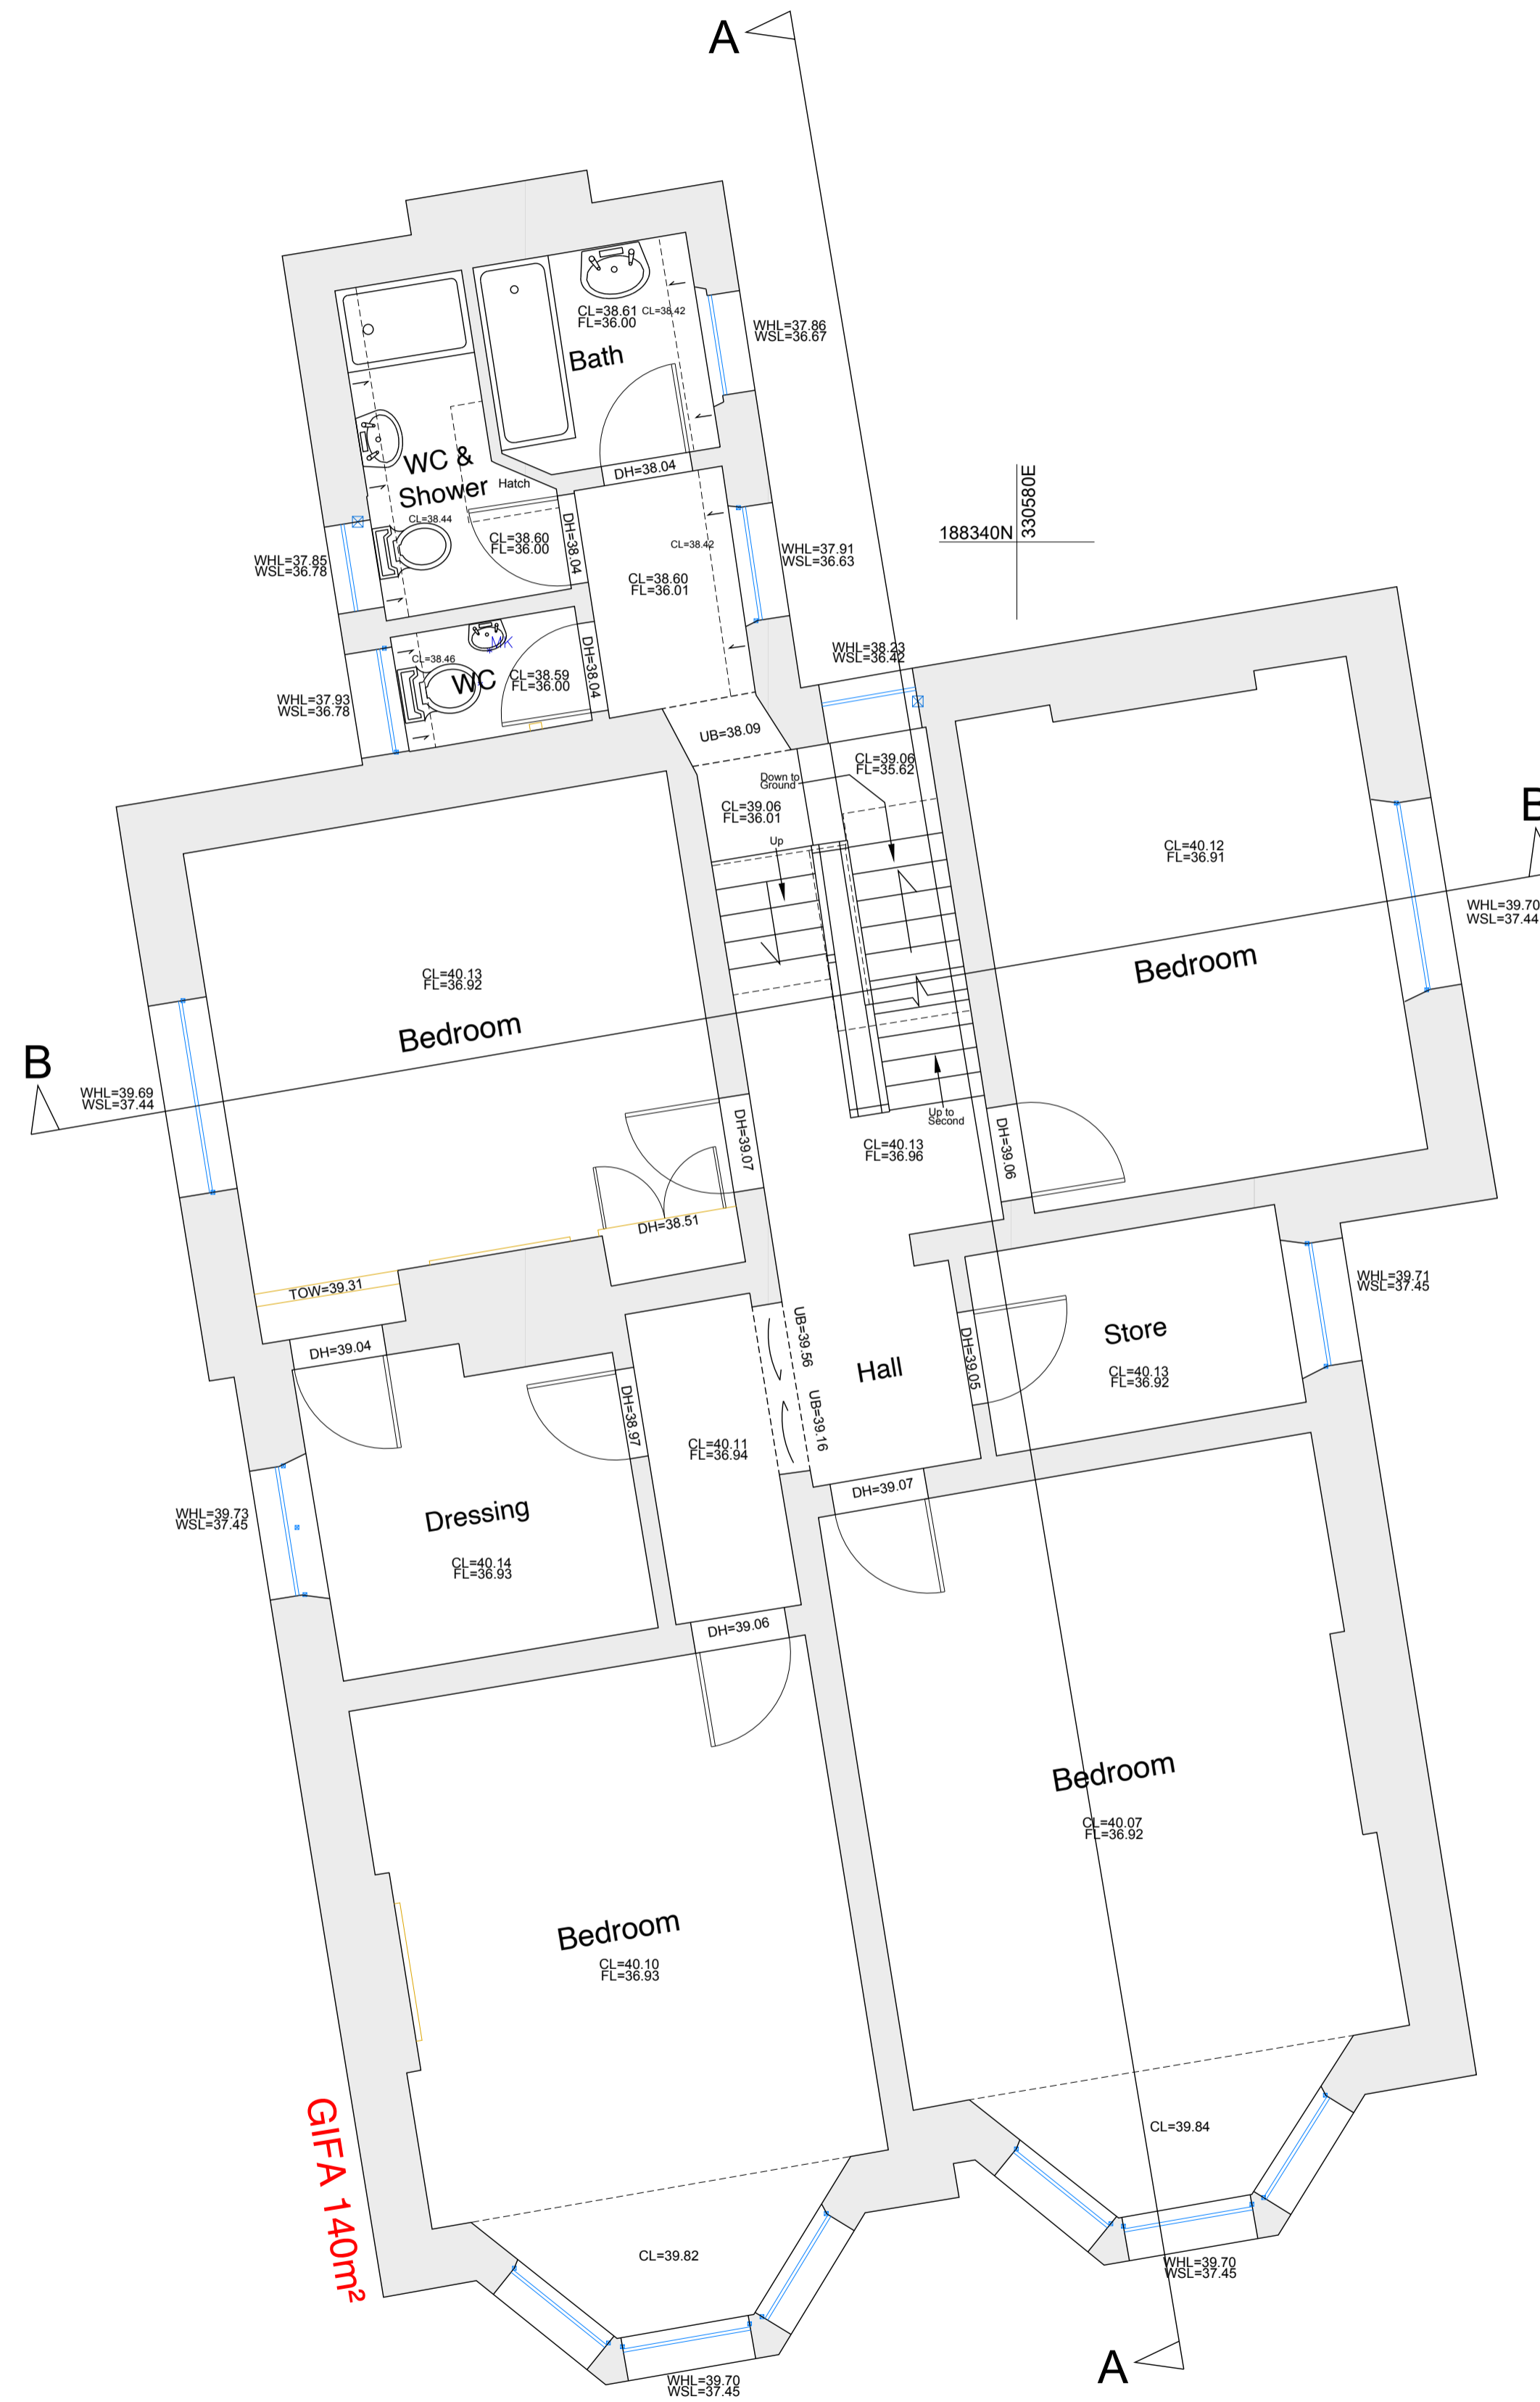 A
CL=38.61
FL=36.00
CL=38.42
WHL=37.86
WSL=36.67
Bath
WC &
Shower
Hatch
DH=38.04
CL=38.44
CL=38.60
FL=36.00
DH=38.04
WHL=37.85
WSL=36.78
CL=38.42
CL=38.60
FL=36.01
WHL=37.91
WSL=36.63
188340N
330580E
MK
CL=38.46
WC
CL=38.59
FL=36.00
DH=38.04
WHL=37.93
WSL=36.78
WHL=38.23
WSL=36.42
UB=38.09
CL=39.06
FL=35.62
Down to
Ground
CL=39.06
FL=36.01
Up
CL=40.12
FL=36.91
B
WHL=39.70
WSL=37.44
Bedroom
CL=40.13
FL=36.92
Bedroom
B
WHL=39.69
WSL=37.44
DH=39.07
Up to
Second
CL=40.13
FL=36.96
DH=39.06
DH=38.51
TOW=39.31
DH=39.04
UB=39.56
UB=39.16
Hall
DH=39.05
Store
CL=40.13
FL=36.92
WHL=39.71
WSL=37.45
DH=38.97
CL=40.11
FL=36.94
DH=39.07
WHL=39.73
WSL=37.45
Dressing
CL=40.14
FL=36.93
DH=39.06
Bedroom
CL=40.07
FL=36.92
Bedroom
CL=40.10
FL=36.93
GIFA 140m²
CL=39.84
CL=39.82
WHL=39.70
WSL=37.45
A
WHL=39.70
WSL=37.45